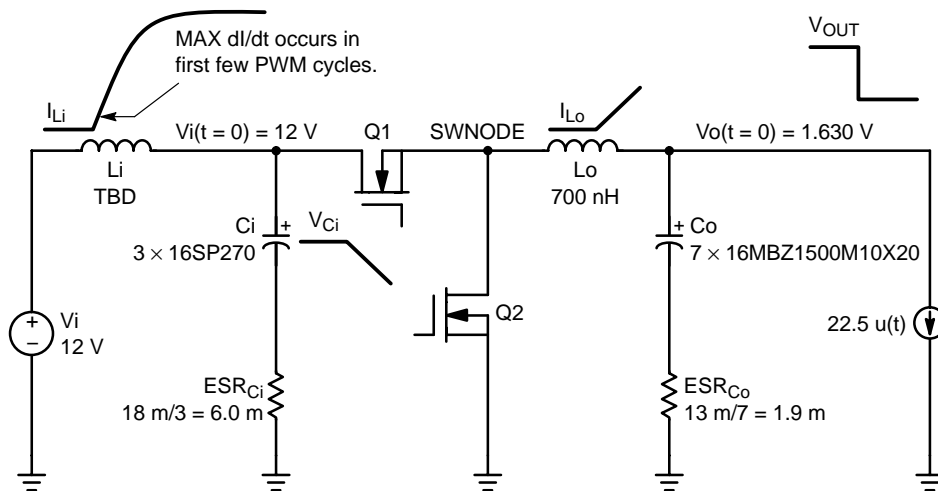 MAX dI/dt occurs in
first few PWM cycles.
V_OUT
I_Li
Vi(t = 0) = 12 V
Q1
SWNODE
I_Lo
Vo(t = 0) = 1.630 V
Li
TBD
Lo
700 nH
Ci
3 × 16SP270
+
V_Ci
+
Co
7 × 16MBZ1500M10X20
Q2
+
−
Vi
12 V
22.5 u(t)
ESR_Ci
18 m/3 = 6.0 m
ESR_Co
13 m/7 = 1.9 m